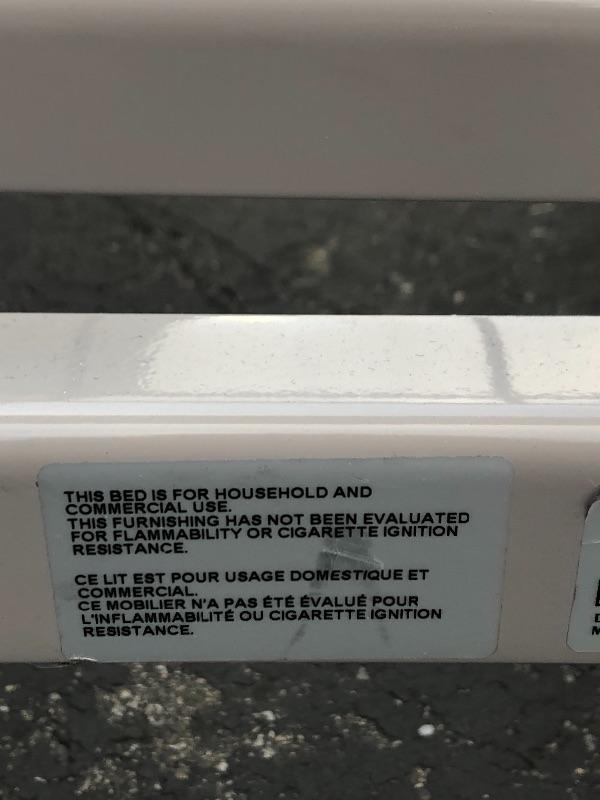 THIS BED IS FOR HOUSEHOLD AND
COMMERCIAL USE.
THIS FURNISHING HAS NOT BEEN EVALUATED
FOR FLAMMABILITY OR CIGARETTE IGNITION
RESISTANCE.
CE LIT EST POUR USAGE DOMESTIQUE ET
COMMERCIAL.
CE MOBILIER N'A PAS ÉTÉ ÉVALUÉ POUR
L'INFLAMMABILITÉ OU CIGARETTE IGNITION
RESISTANCE.